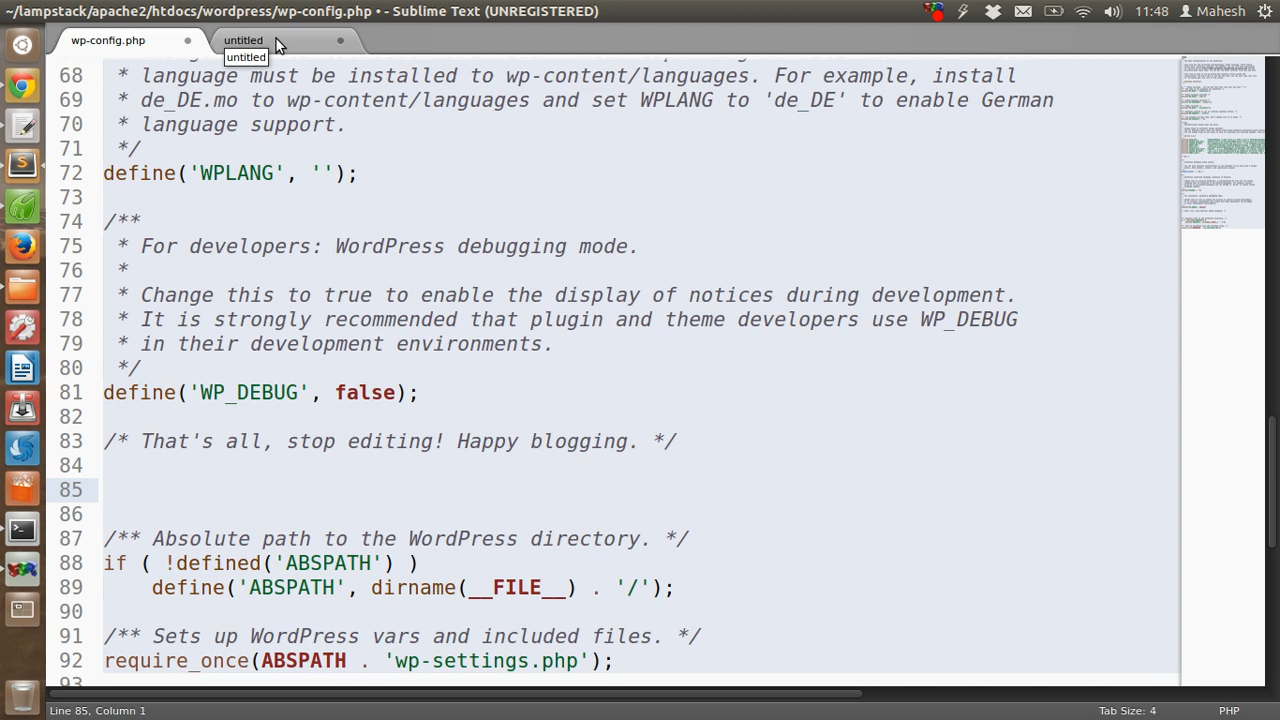 ~/lampstack/apache2/htdocs/wordpress/wp-config.php • - Sublime Text (UNREGISTERED)
11:48 Mahesh
wp-config.php
untitled
untitled
68 * language must be installed to wp-content/languages. For example, install
69 * de_DE.mo to wp-content/languages and set WPLANG to 'de_DE' to enable German
70 * language support.
71 */
72 define('WPLANG', '');
73
74 /**
75 * For developers: WordPress debugging mode.
76 *
77 * Change this to true to enable the display of notices during development.
78 * It is strongly recommended that plugin and theme developers use WP_DEBUG
79 * in their development environments.
80 */
81 define('WP_DEBUG', false);
82
83 /* That's all, stop editing! Happy blogging. */
84
85
86
87 /** Absolute path to the WordPress directory. */
88 if ( !defined('ABSPATH') )
89 define('ABSPATH', dirname(__FILE__) . '/');
90
91 /** Sets up WordPress vars and included files. */
92 require_once(ABSPATH . 'wp-settings.php');
93
Line 85, Column 1
Tab Size: 4
PHP